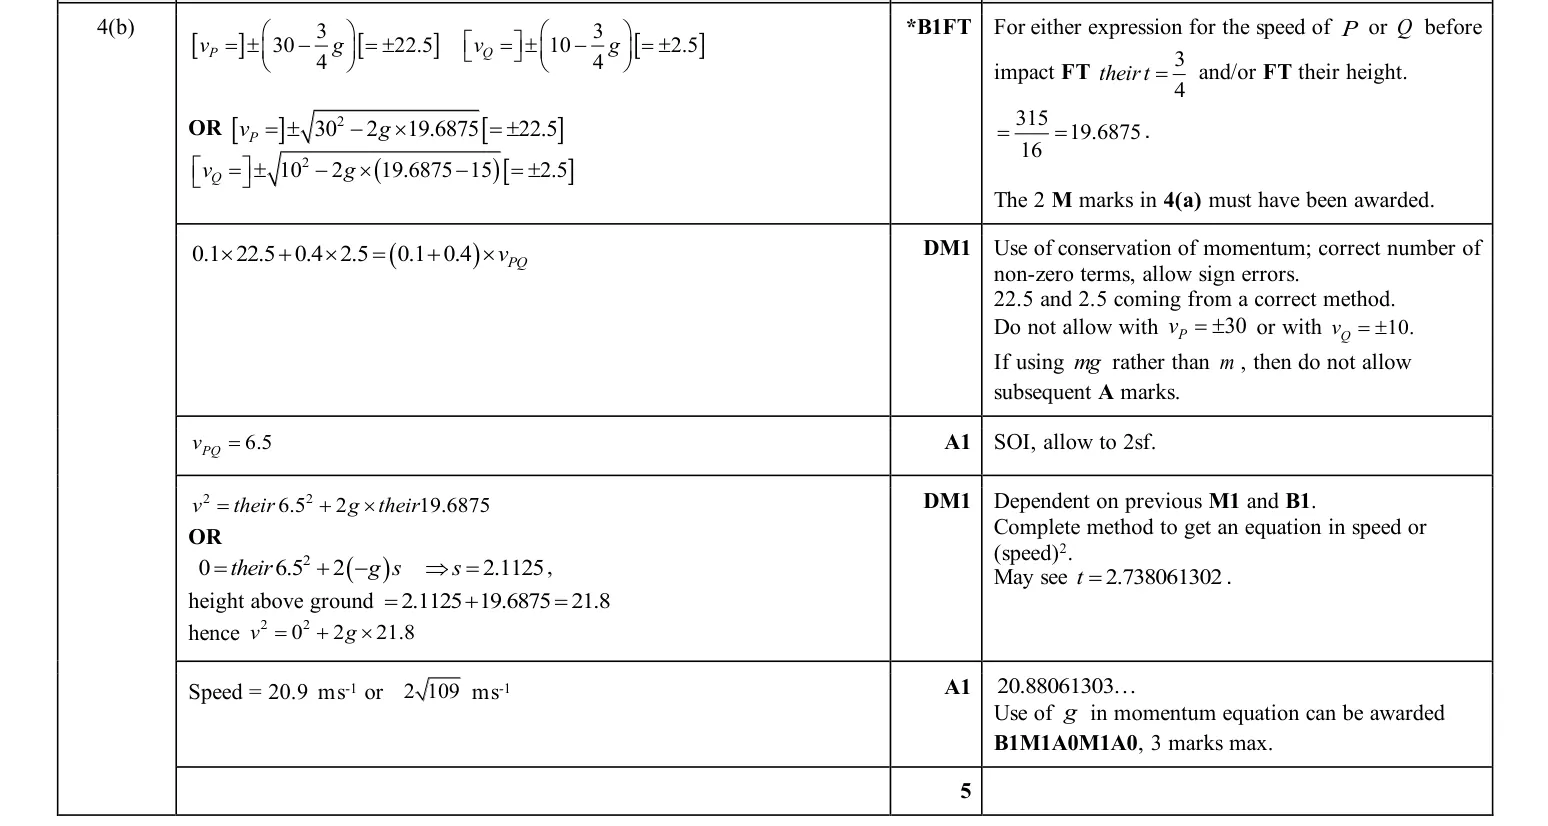 4(b)
[v_P =]±(30 − 3/4 g)[= ±22.5] [v_Q =]±(10 − 3/4 g)[= ±2.5]
OR [v_P =]±√(30² − 2g × 19.6875)[= ±22.5]
[v_Q =]±√(10² − 2g × (19.6875 − 15))[= ±2.5]
*B1FT
For either expression for the speed of P or Q before
impact FT their t = 3/4 and/or FT their height.
= 315/16 = 19.6875.
The 2 M marks in 4(a) must have been awarded.
0.1 × 22.5 + 0.4 × 2.5 = (0.1 + 0.4) × v_PQ
DM1
Use of conservation of momentum; correct number of
non-zero terms, allow sign errors.
22.5 and 2.5 coming from a correct method.
Do not allow with v_P = ±30 or with v_Q = ±10.
If using mg rather than m , then do not allow
subsequent A marks.
v_PQ = 6.5
A1
SOI, allow to 2sf.
v² = their 6.5² + 2g × their 19.6875
OR
0 = their 6.5² + 2(−g)s ⇒ s = 2.1125,
height above ground = 2.1125 + 19.6875 = 21.8
hence v² = 0² + 2g × 21.8
DM1
Dependent on previous M1 and B1.
Complete method to get an equation in speed or
(speed)².
May see t = 2.738061302.
Speed = 20.9 ms⁻¹ or 2√109 ms⁻¹
A1
20.88061303…
Use of g in momentum equation can be awarded
B1M1A0M1A0, 3 marks max.
5